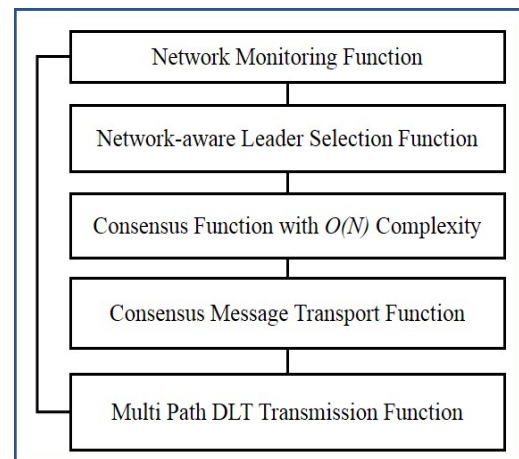 Network Monitoring Function
Network-aware Leader Selection Function
Consensus Function with O(N) Complexity
Consensus Message Transport Function
Multi Path DLT Transmission Function